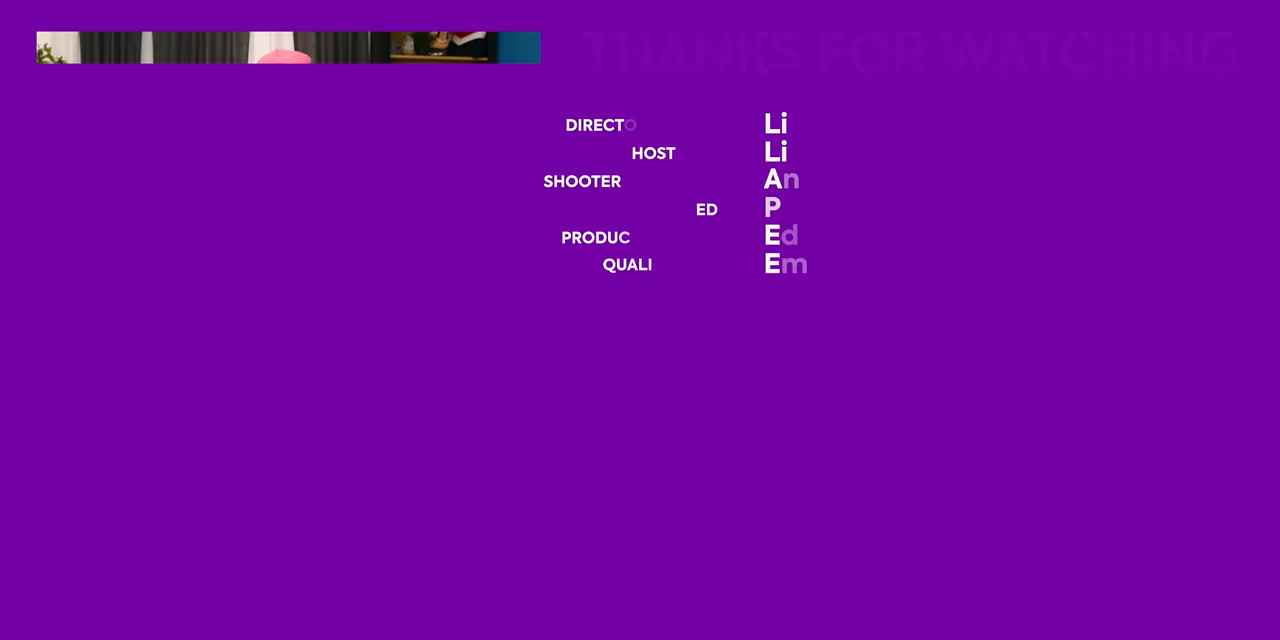 THANKS FOR WATCHING
DIRECTO Li
HOST Li
SHOOTER An
ED P
PRODUC Ed
QUALI Em